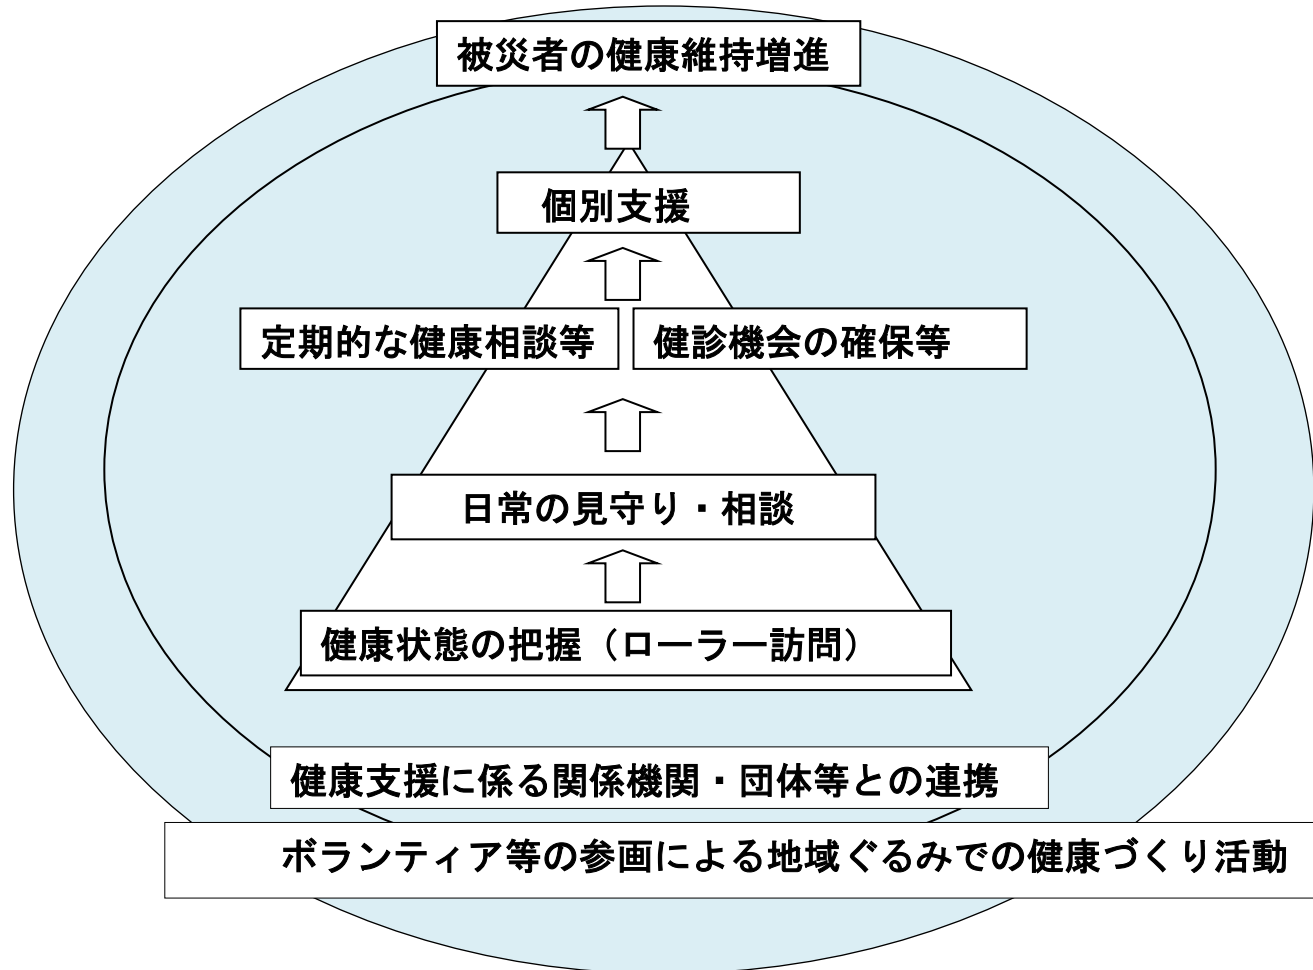 被災者の健康維持増進
個別支援
定期的な健康相談等
健診機会の確保等
日常の見守り・相談
健康状態の把握（ローラー訪問）
健康支援に係る関係機関・団体等との連携
ボランティア等の参画による地域ぐるみでの健康づくり活動